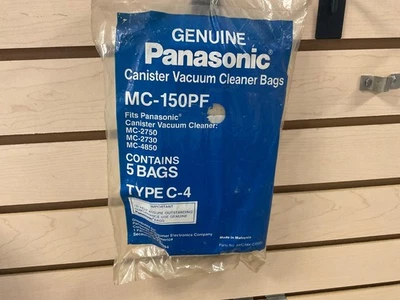 GENUINE
Panasonic
Canister Vacuum Cleaner Bags
MC-150PF
Fits Panasonic®
Canister Vacuum Cleaner:
MC-2750
MC-2730
MC-4850
CONTAINS
5 BAGS
TYPE C-4
IMPORTANT
Made in Malaysia